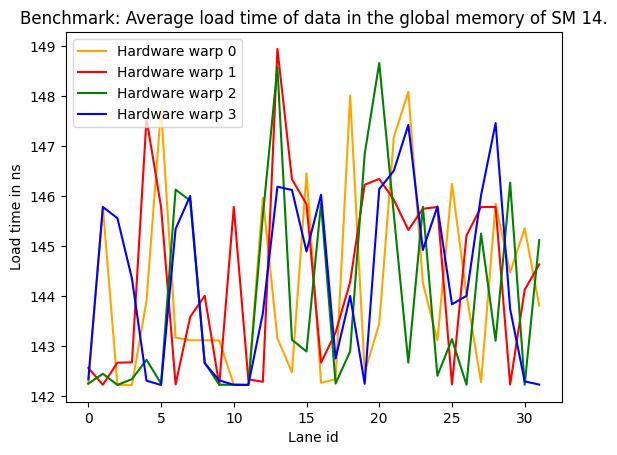 Benchmark: Average load time of data in the global memory of SM 14.
Hardware warp 0
Hardware warp 1
Hardware warp 2
Hardware warp 3
149
148
147
146
145
144
143
142
Load time in ns
0 5 10 15 20 25 30
Lane id